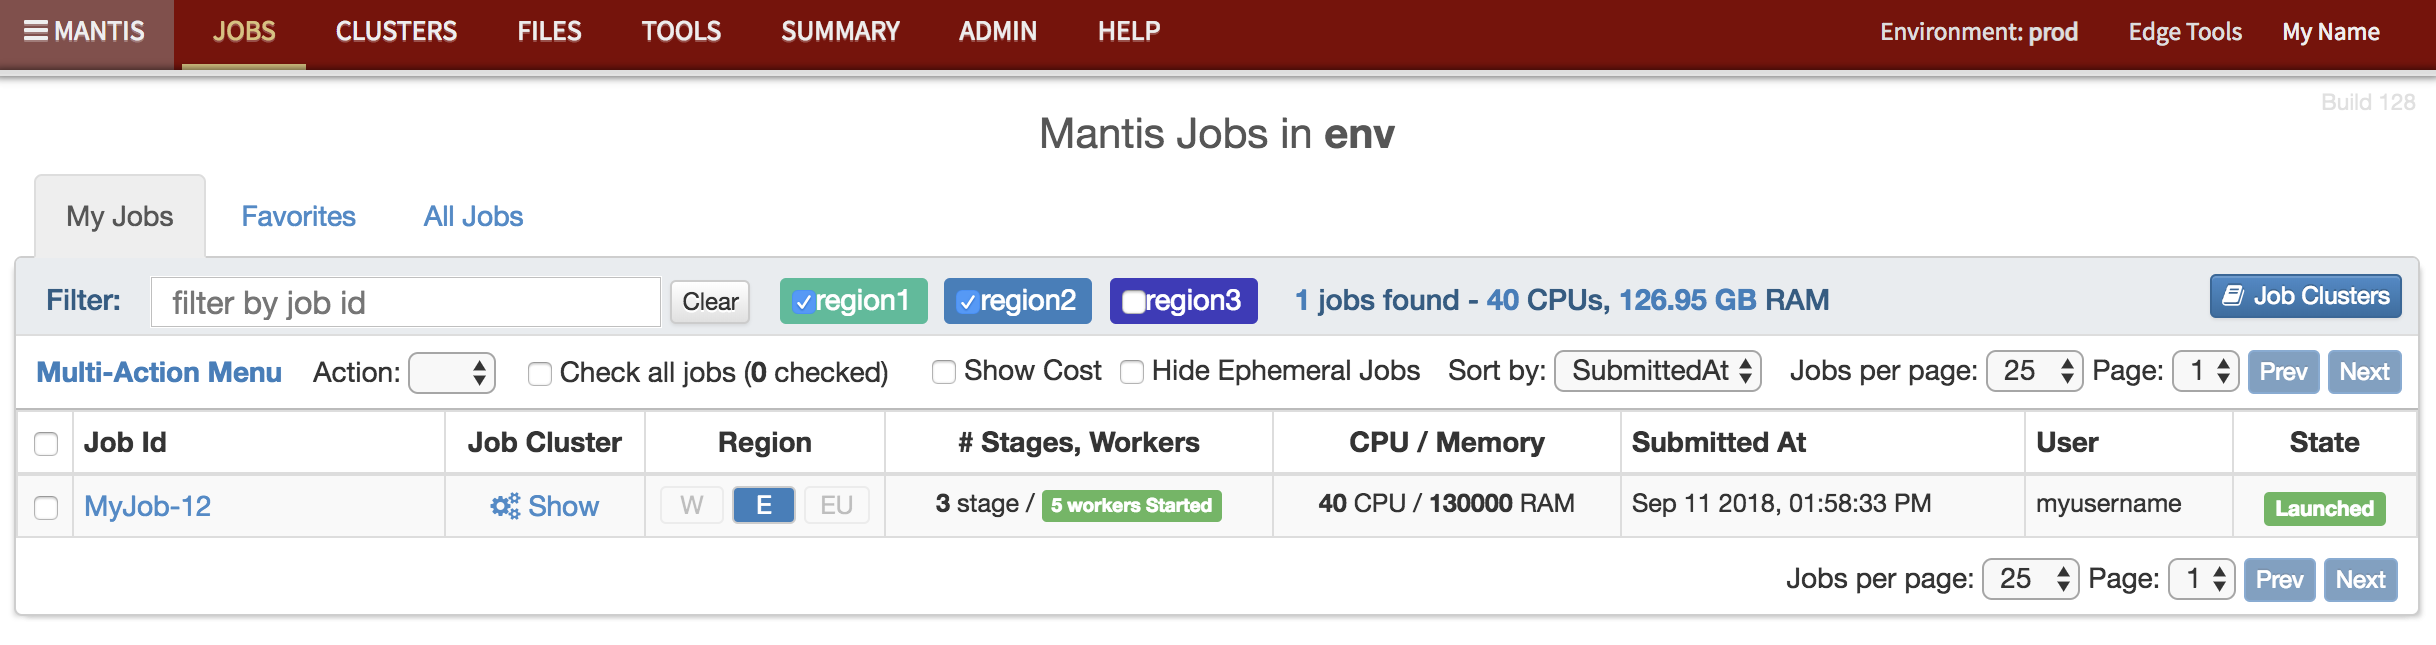 MANTIS JOBS CLUSTERS FILES TOOLS SUMMARY ADMIN HELP Environment: prod Edge Tools My Name
Build 128
Mantis Jobs in env
My Jobs Favorites All Jobs
Filter: filter by job id Clear region1 region2 region3 1 jobs found - 40 CPUs, 126.95 GB RAM Job Clusters
Multi-Action Menu Action: Check all jobs (0 checked) Show Cost Hide Ephemeral Jobs Sort by: SubmittedAt Jobs per page: 25 Page: 1 Prev Next
Job Id Job Cluster Region # Stages, Workers CPU / Memory Submitted At User State
MyJob-12 Show W E EU 3 stage / 5 workers Started 40 CPU / 130000 RAM Sep 11 2018, 01:58:33 PM myusername Launched
Jobs per page: 25 Page: 1 Prev Next